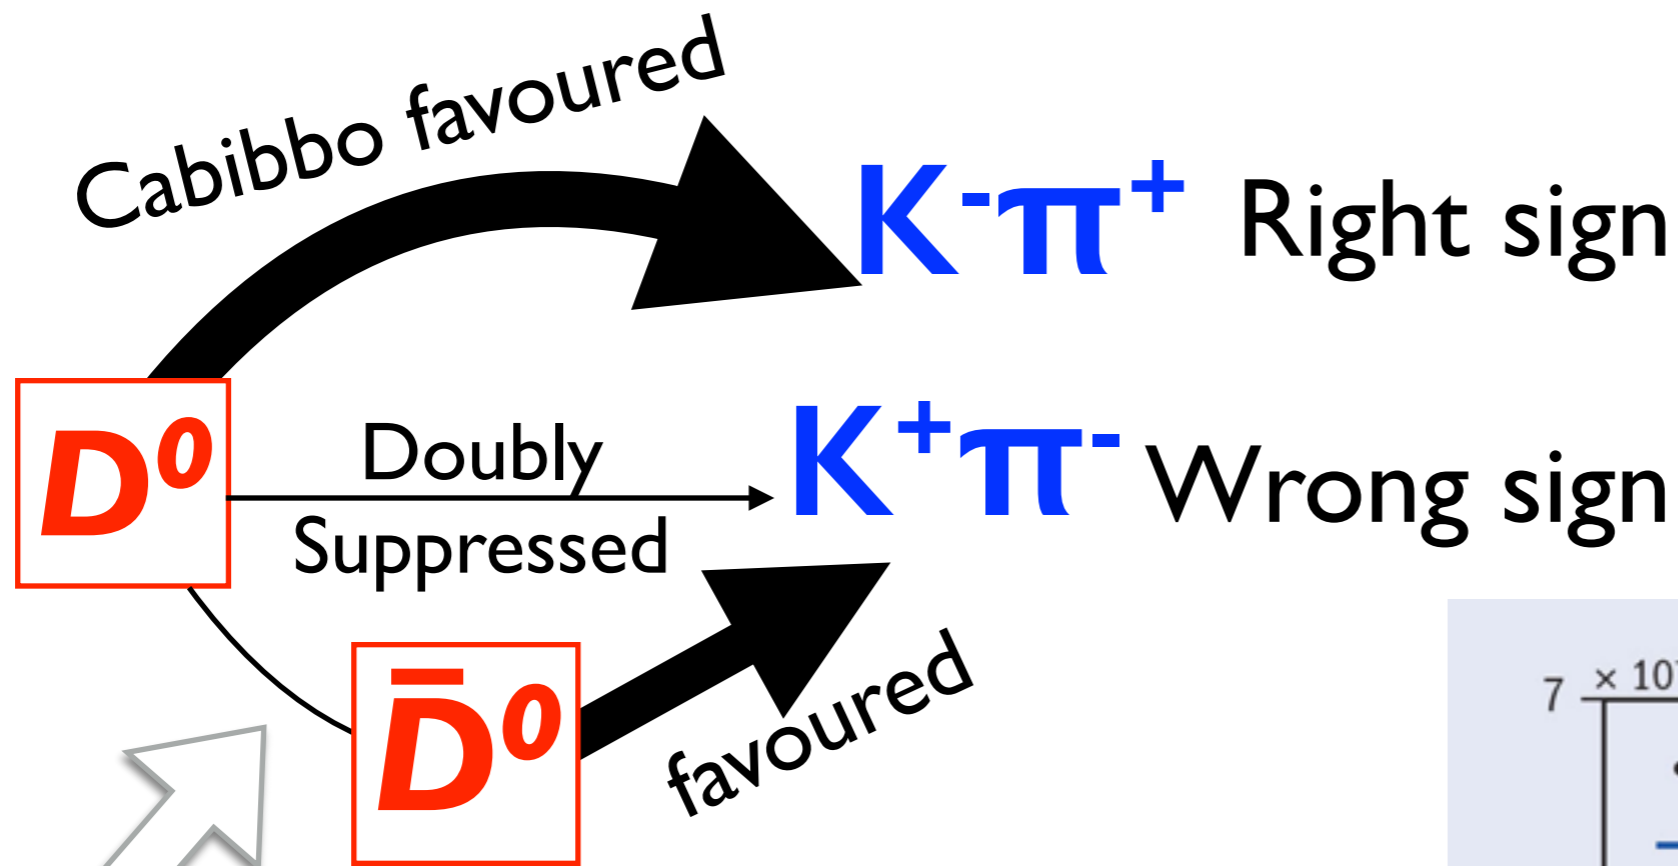 Cabibbo favoured
K⁻π⁺ Right sign
D⁰
Doubly
Suppressed
K⁺π⁻ Wrong sign
D̅⁰
favoured
7